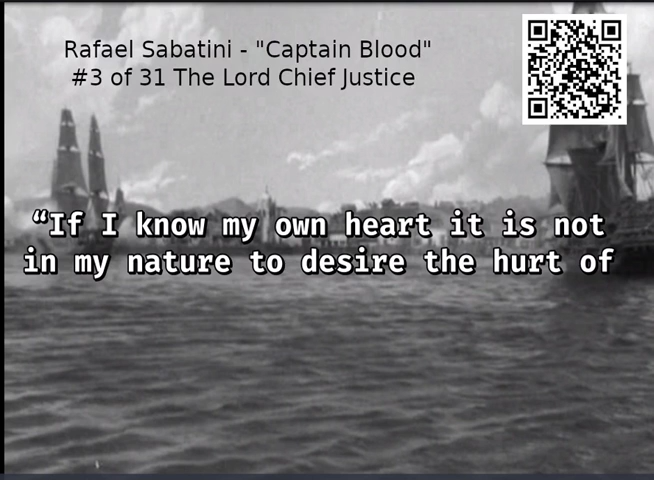 Rafael Sabatini - "Captain Blood"
#3 of 31 The Lord Chief Justice
“If I know my own heart it is not
in my nature to desire the hurt of